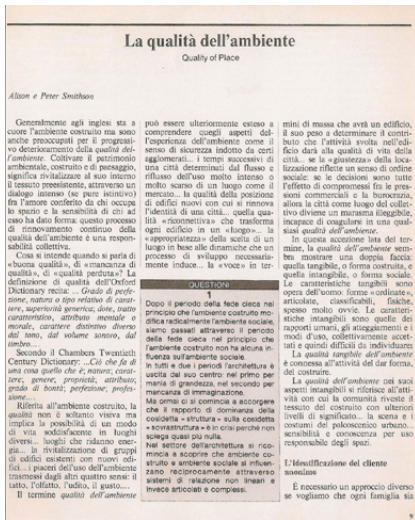 La qualità dell'ambiente
Quality of Place
Alison e Peter Smithson
Generalmente agli inglesi sta a
cuore l'ambiente costruito ma sono
anche preoccupati per il progressi-
vo deterioramento della qualità del-
l'ambiente. Coltivare il patrimonio
ambientale, costruito e di paesaggio,
significa rivitalizzare al suo interno
il tessuto preesistente, attraverso un
dialogo intenso (se pure istintivo)
fra l'amore conferito da chi occupa
lo spazio e la sensibilità di chi ad
esso ha dato forma: questo processo
di rinnovamento continuo della
qualità dell'ambiente è una respon-
sabilità collettiva.
Cosa si intende quando si parla di
«buona qualità», di «mancanza di
qualità», di «qualità perduta»? La
definizione di qualità dell'Oxford
Dictionary recita: ... Grado di perfe-
zione, natura o tipo relativo di carat-
tere, superiorità generica; dote, tratto
caratteristico, attributo mentale o
morale, carattere distintivo diverso
dal tono, dal volume sonoro, dal
timbro...
Secondo il Chambers Twentieth
Century Dictionary: ...Ciò che fa di
una cosa quello che è; natura; carat-
tere; genere; proprietà; attributo;
grado di bontà; perfezione; profes-
sione....
Riferita all'ambiente costruito, la
qualità non è soltanto visiva ma
implica la possibilità di un modo
di vita soddisfacente in luoghi
diversi... luoghi che ridanno ener-
gia... la rivitalizzazione di gruppi
di edifici esistenti con nuovi edi-
fici... i piaceri dell'uso dell'ambiente
trasmessi dagli altri quattro sensi: il
tatto, l'olfatto, l'udito, il gusto....
Il termine qualità dell'ambiente
può essere ulteriormente esteso a
comprendere quegli aspetti del-
l'esperienza dell'ambiente come il
senso di sicurezza indotto da certi
agglomerati... i tempi successivi di
una città determinati dal flusso e
riflusso dell'uso molto intenso o
molto scarso di un luogo come il
mercato... la qualità della posizione
di edifici nuovi con cui si rinnova
l'identità di una città... quella qua-
lità «riconnettiva» che trasforma
ogni edificio in un «luogo»... la
«appropriatezza» della scelta di un
luogo in base alle dinamiche che un
processo di sviluppo necessaria-
mente induce... la «voce» in ter-
QUESTIONI
1
Dopo il periodo della fede cieca nel
principio che l'ambiente costruito mo-
difica radicalmente l'ambiente sociale,
siamo passati attraverso il periodo
della fede cieca nel principio che
l'ambiente costruito non ha alcuna in-
fluenza sull'ambiente sociale.
In tutti e due i periodi l'architettura è
uscita dal suo centro: nel primo per
mania di grandezza, nel secondo per
mancanza di immaginazione.
Ma ora ci si comincia a accorgere
che il rapporto di dominanza della
cosidetta «struttura» sulla cosidetta
«sovrastruttura» è in crisi perché non
spiega quasi più nulla.
Nel settore dell'architettura si ricon-
mincia a scoprire che ambiente co-
struito e ambiente sociale si influen-
zano reciprocamente attraverso
sistemi di relazione non lineari e
invece articolati e complessi.
mini di massa che avrà un edificio,
il suo peso a determinare il contri-
buto che l'attività svolta nell'edi-
ficio darà alla qualità di vita della
città... se la «giustezza» della loca-
lizzazione riflette un senso di ordine
sociale: se le decisioni sono tutte
l'effetto di compromessi fra le pres-
sioni commerciali e la burocrazia,
allora la città come luogo del collet-
tivo diviene un marasma illeggibile,
incapace di coagulare in una qual-
siasi qualità dell'ambiente.
In questa accezione lata del ter-
mine, la qualità dell'ambiente sem-
bra mostrare una doppia faccia:
quella tangibile, o forma costruita, e
quella intangibile, o forma sociale.
Le caratteristiche tangibili sono
opera dell'uomo: forme «ordinate»,
articolate, classificabili, fisiche,
spesso molto ovvie. Le caratteri-
stiche intangibili sono quelle dei
rapporti umani, gli atteggiamenti e i
modi d'uso, collettivamente accet-
tati e quindi difficili da individuare.
La qualità tangibile dell'ambiente
è connessa all'attività del dar forma,
del costruire.
La qualità dell'ambiente nei suoi
aspetti intangibili si riferisce all'atti-
vità con cui la comunità riveste il
tessuto del costruito con ulteriori
livelli di significato... la scena e i
costumi del palcoscenico urbano...
sensibilità e conoscenza per uso
responsabile degli spazi.
L'identificazione del cliente
anonimo
È necessario un approccio diverso
se vogliamo che ogni famiglia sia